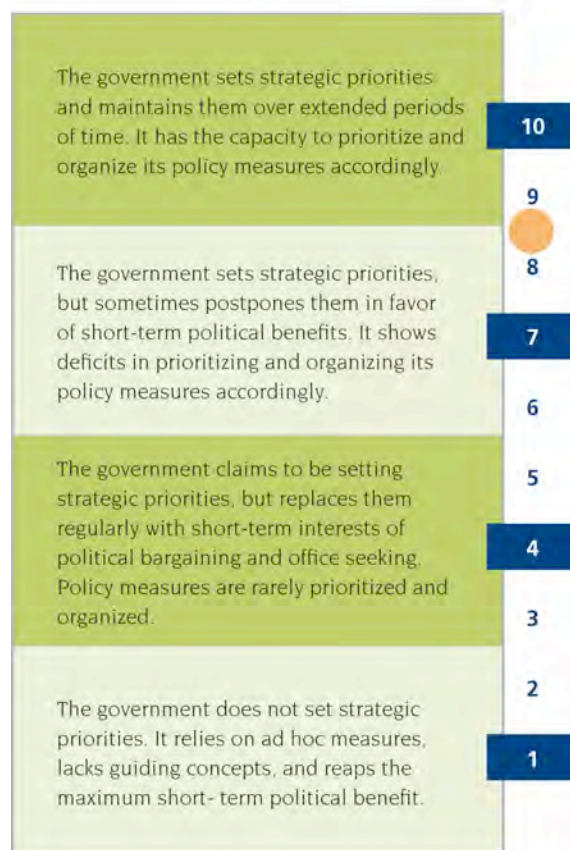 The government sets strategic priorities
and maintains them over extended periods
of time. It has the capacity to prioritize and
organize its policy measures accordingly
10
9
8
The government sets strategic priorities,
but sometimes postpones them in favor
of short-term political benefits. It shows
deficits in prioritizing and organizing its
policy measures accordingly.
7
6
The government claims to be setting
strategic priorities, but replaces them
regularly with short-term interests of
political bargaining and office seeking.
Policy measures are rarely prioritized and
organized.
5
4
3
The government does not set strategic
priorities. It relies on ad hoc measures,
lacks guiding concepts, and reaps the
maximum short- term political benefit.
2
1